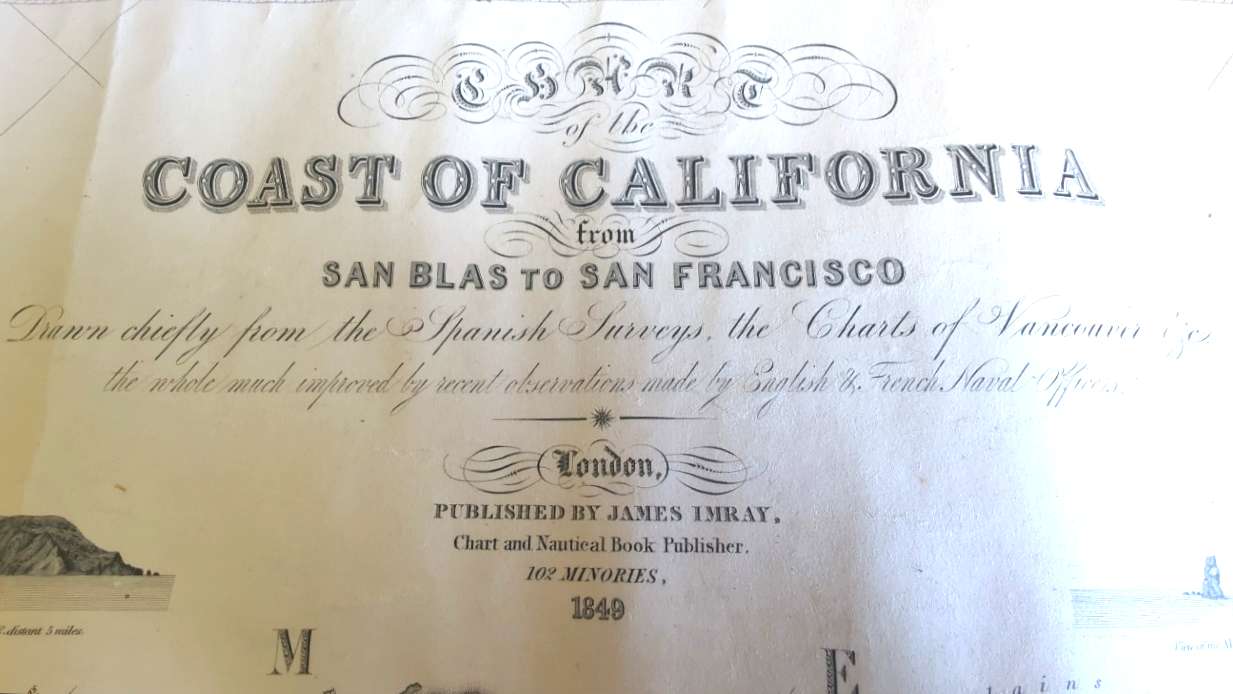 CHART
of the
COAST OF CALIFORNIA
from
SAN BLAS TO SAN FRANCISCO
Drawn chiefly from the Spanish Surveys, the Charts of Vancouver &c.
the whole much improved by recent observations made by English & French Naval Officers.
London,
PUBLISHED BY JAMES IMRAY,
Chart and Nautical Book Publisher.
102 MINORIES,
1849
distant 5 miles.
M
E
ains